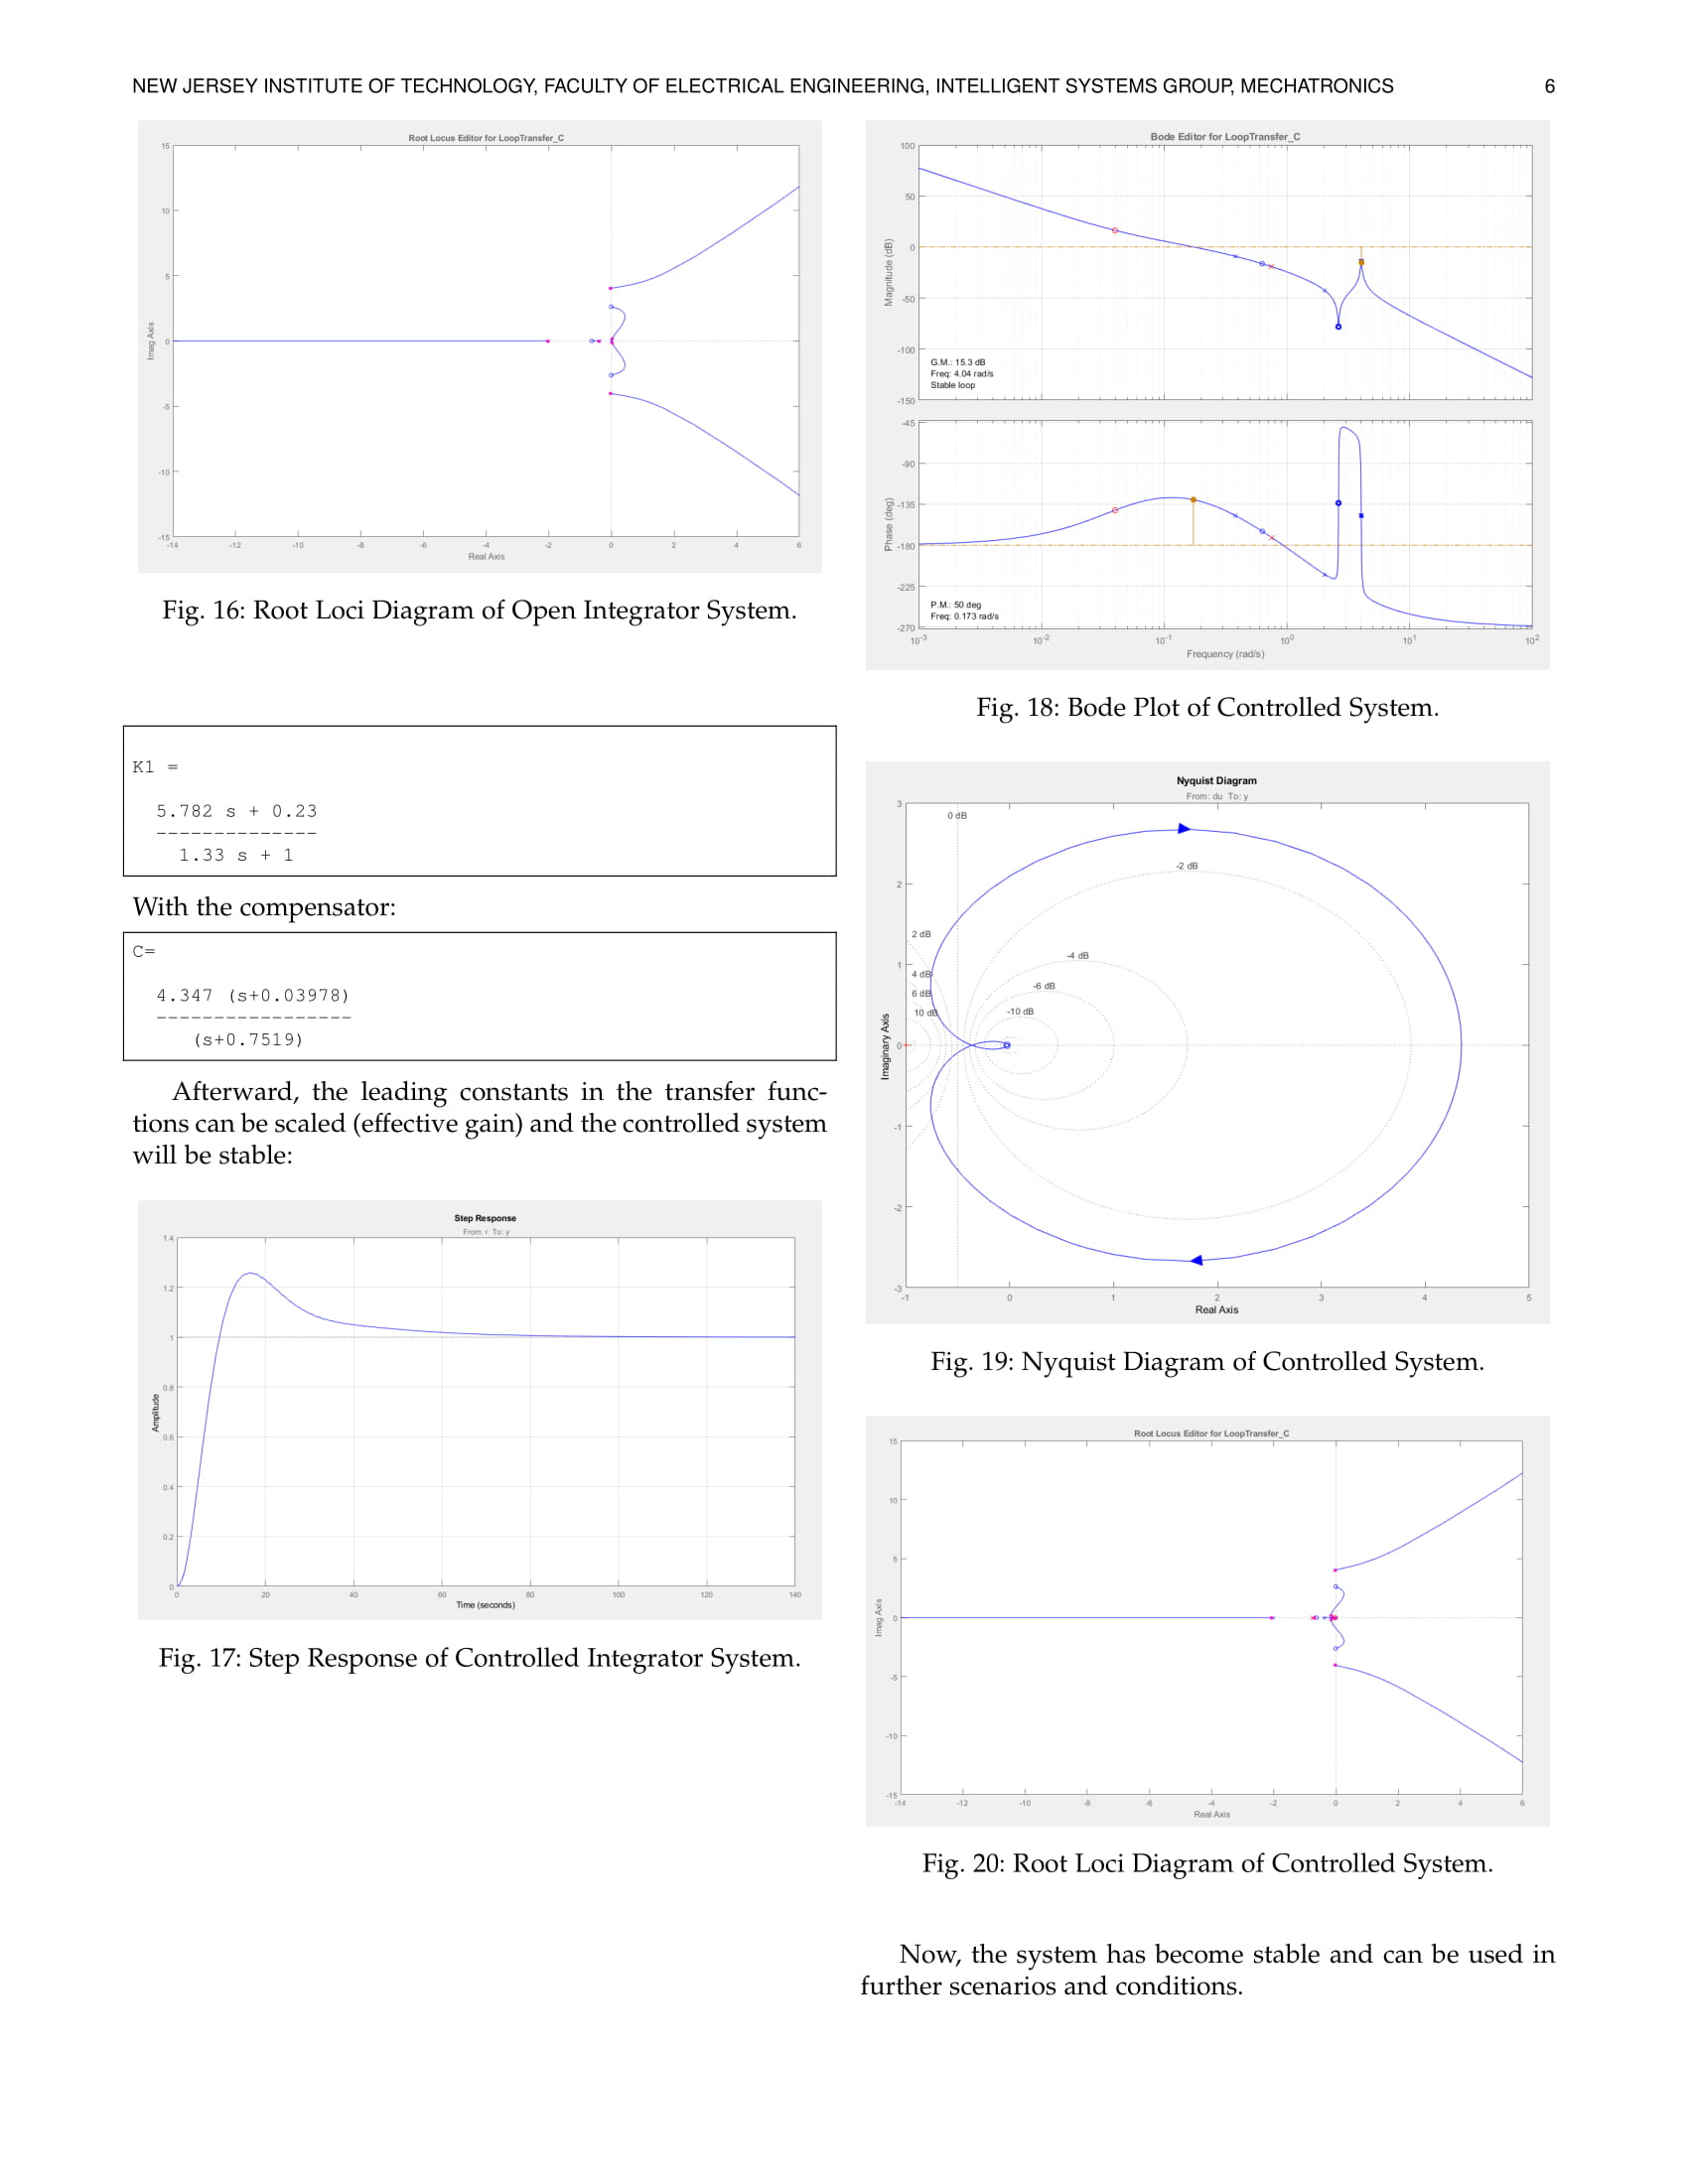 NEW JERSEY INSTITUTE OF TECHNOLOGY, FACULTY OF ELECTRICAL ENGINEERING, INTELLIGENT SYSTEMS GROUP, MECHATRONICS 6
Root Locus Editor for LoopTransfer_C
15
10
5
0
-5
-10
-15
Imag Axis
-14 -12 -10 -8 -6 -4 -2 0 2 4 6
Real Axis
Fig. 16: Root Loci Diagram of Open Integrator System.
K1 =
5.782 s + 0.23
--------------
1.33 s + 1
With the compensator:
C=
4.347 (s+0.03978)
-----------------
(s+0.7519)
Afterward, the leading constants in the transfer func-
tions can be scaled (effective gain) and the controlled system
will be stable:
Step Response
From: r To: y
1.4
1.2
1
0.8
0.6
0.4
0.2
0
Amplitude
0 20 40 60 80 100 120 140
Time (seconds)
Fig. 17: Step Response of Controlled Integrator System.
Bode Editor for LoopTransfer_C
100
50
0
-50
-100
-150
Magnitude (dB)
G.M.: 15.3 dB
Freq: 4.04 rad/s
Stable loop
-45
-90
-135
-180
-225
-270
Phase (deg)
P.M.: 50 deg
Freq: 0.173 rad/s
10-3 10-2 10-1 100 101 102
Frequency (rad/s)
Fig. 18: Bode Plot of Controlled System.
Nyquist Diagram
From: du To: y
0 dB
-2 dB
2 dB
-4 dB
4 dB
-6 dB
6 dB
10 dB
-10 dB
3
2
1
0
-1
-2
-3
Imaginary Axis
-1 0 1 2 3 4 5
Real Axis
Fig. 19: Nyquist Diagram of Controlled System.
Root Locus Editor for LoopTransfer_C
15
10
5
0
-5
-10
-15
Imag Axis
-14 -12 -10 -8 -6 -4 -2 0 2 4 6
Real Axis
Fig. 20: Root Loci Diagram of Controlled System.
Now, the system has become stable and can be used in
further scenarios and conditions.